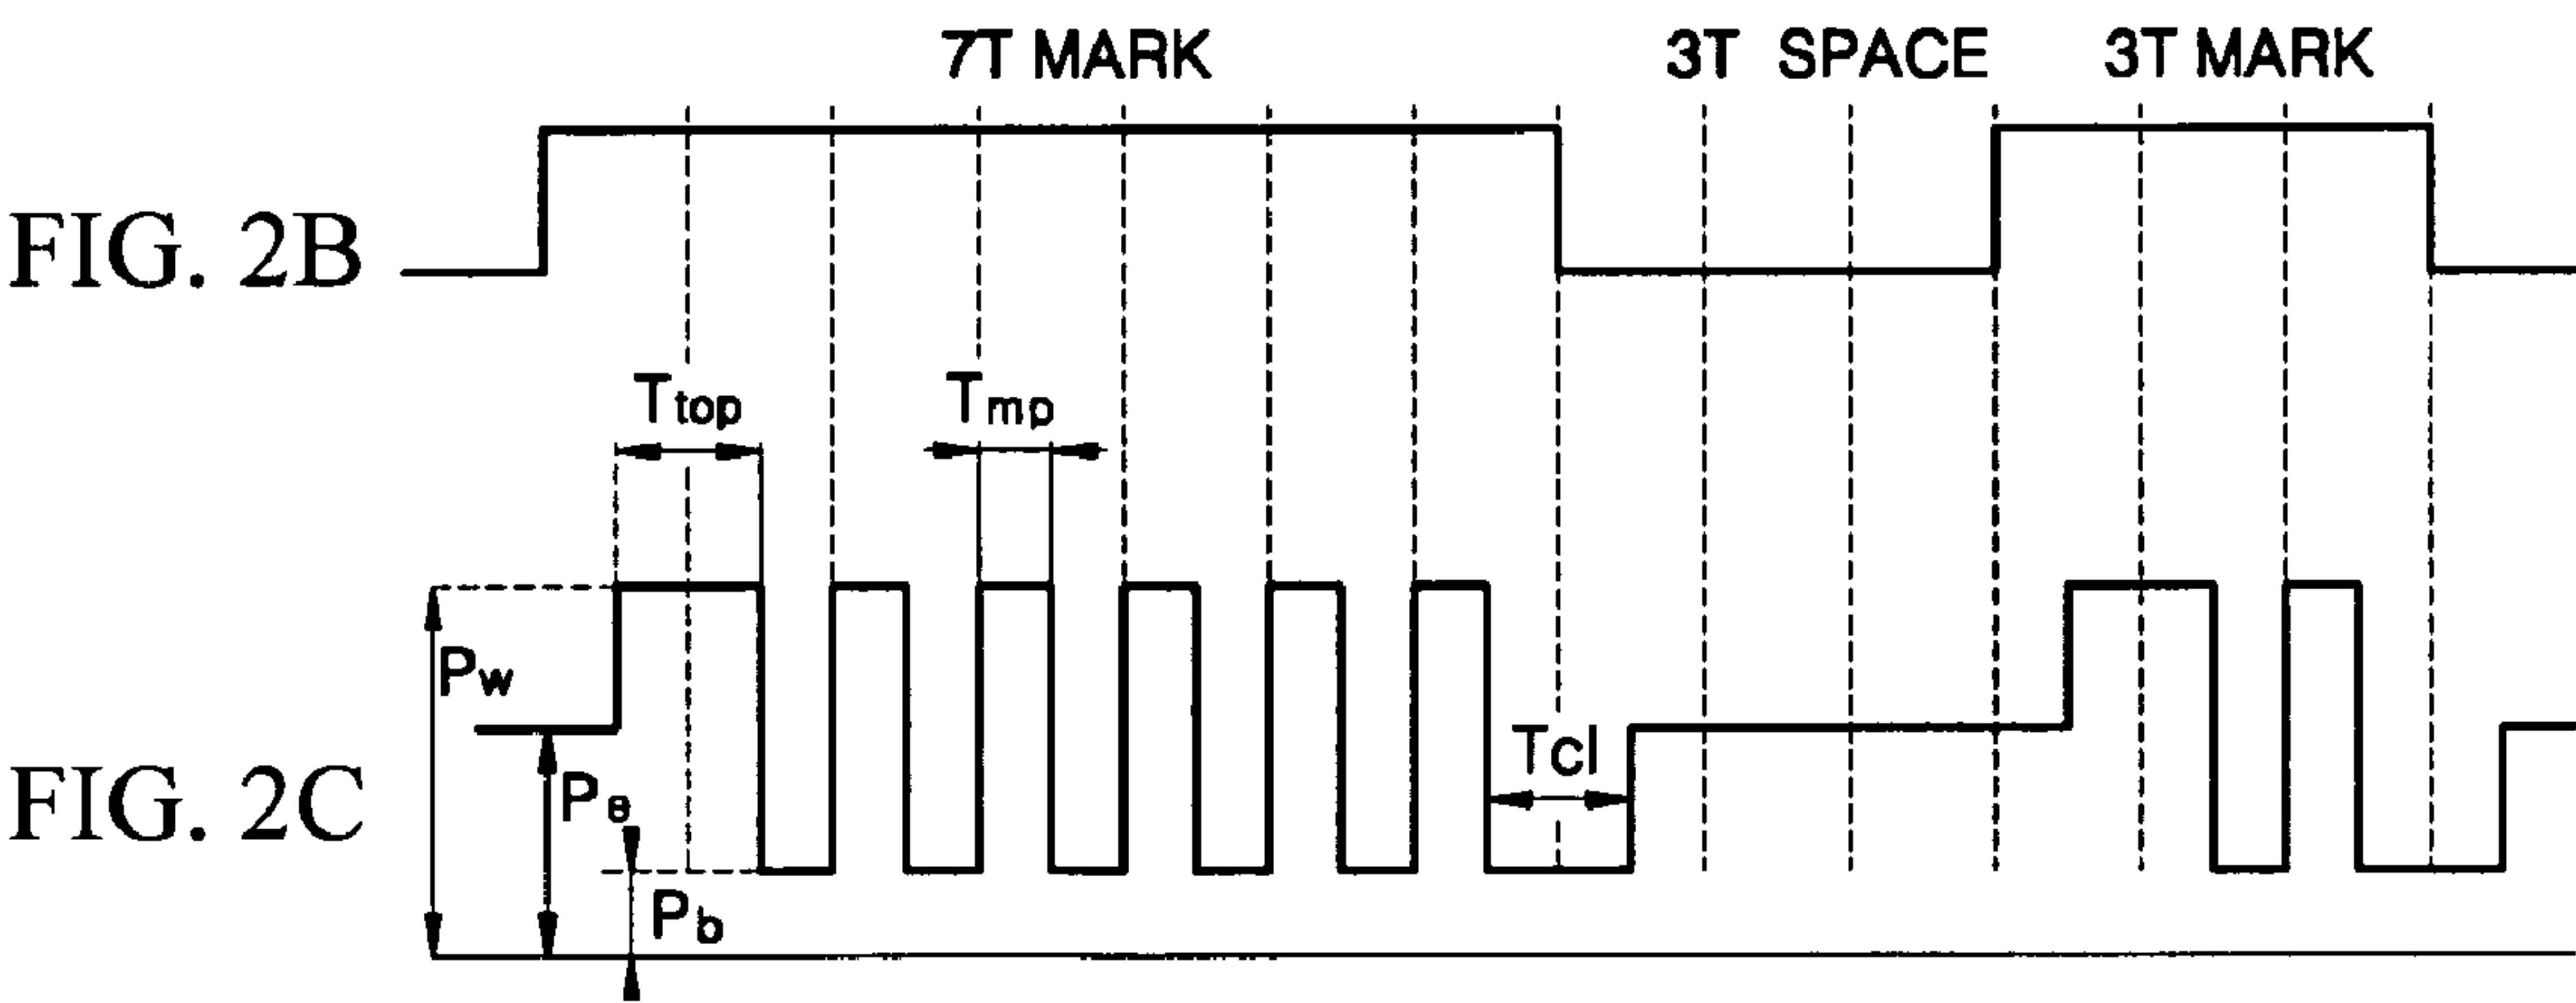 7T MARK 3T SPACE 3T MARK
FIG. 2B
Ttop Tmp
Pw
Tcl
FIG. 2C
Pe
Pb